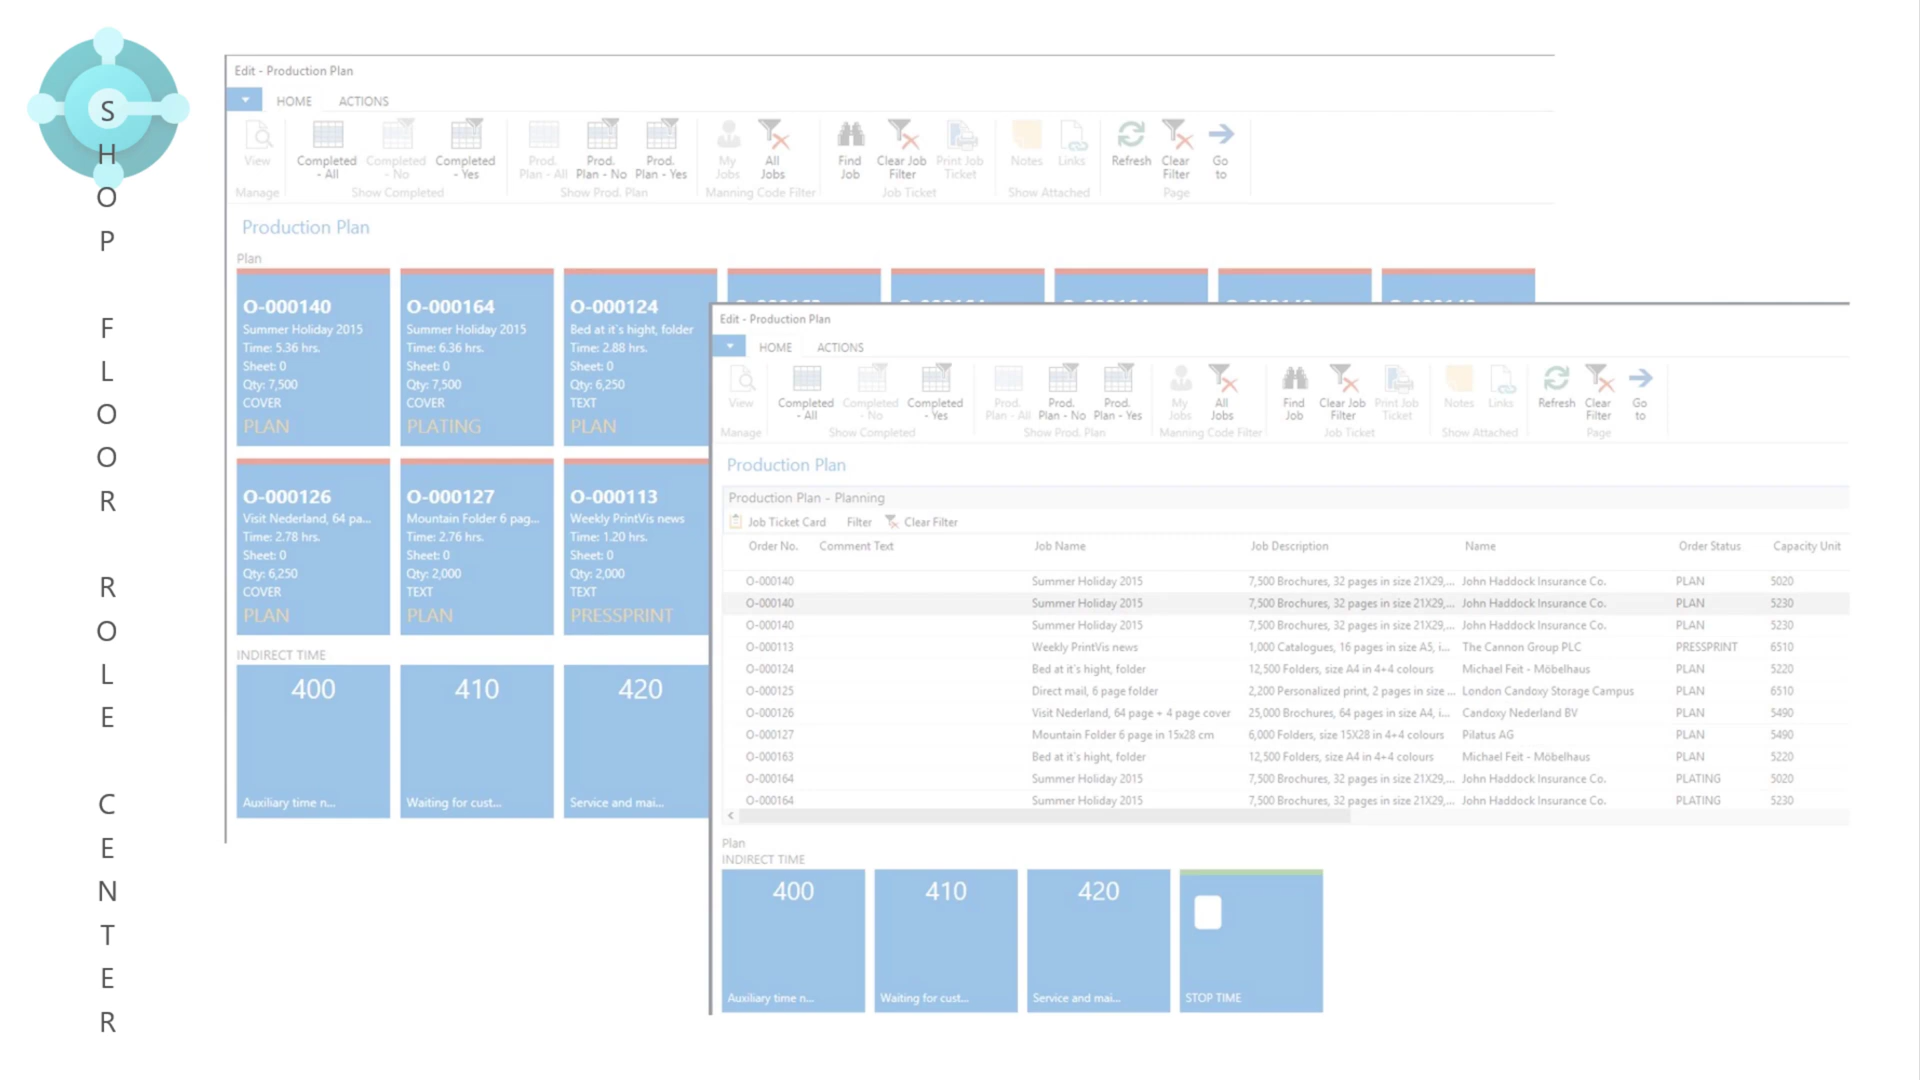 SHOP FLOOR ROLE CENTER
Edit - Production Plan
HOME ACTIONS
View
Completed - All
Completed - No
Completed - Yes
Prod. Plan - All
Prod. Plan - No
Prod. Plan - Yes
My Jobs
All Jobs
Find Job
Clear Job Filter
Print Job Ticket
Notes
Links
Refresh
Clear Filter
Go to
Manage Show Completed Show Prod. Plan Manning Code Filter Job Ticket Show Attached Page
Production Plan
Plan
O-000140
Summer Holiday 2015
Time: 5.36 hrs.
Sheet: 0
Qty: 7,500
COVER
PLAN
O-000164
Summer Holiday 2015
Time: 6.36 hrs.
Sheet: 0
Qty: 7,500
COVER
PLATING
O-000124
Bed at it's hight, folder
Time: 2.88 hrs.
Sheet: 0
Qty: 6,250
TEXT
PLAN
O-000126
Visit Nederland, 64 pa...
Time: 2.78 hrs.
Sheet: 0
Qty: 6,250
COVER
PLAN
O-000127
Mountain Folder 6 pag...
Time: 2.76 hrs.
Sheet: 0
Qty: 2,000
TEXT
PLAN
O-000113
Weekly PrintVis news
Time: 1.20 hrs.
Sheet: 0
Qty: 2,000
TEXT
PRESSPRINT
INDIRECT TIME
400
Auxiliary time n...
410
Waiting for cust...
420
Service and mai...
Edit - Production Plan
HOME ACTIONS
View
Completed - All
Completed - No
Completed - Yes
Prod. Plan - All
Prod. Plan - No
Prod. Plan - Yes
My Jobs
All Jobs
Find Job
Clear Job Filter
Print Job Ticket
Notes
Links
Refresh
Clear Filter
Go to
Manage Show Completed Show Prod. Plan Manning Code Filter Job Ticket Show Attached Page
Production Plan
Production Plan - Planning
Job Ticket Card Filter Clear Filter
Order No. Comment Text Job Name Job Description Name Order Status Capacity Unit
O-000140 Summer Holiday 2015 7,500 Brochures, 32 pages in size 21X29,... John Haddock Insurance Co. PLAN 5020
O-000140 Summer Holiday 2015 7,500 Brochures, 32 pages in size 21X29,... John Haddock Insurance Co. PLAN 5230
O-000140 Summer Holiday 2015 7,500 Brochures, 32 pages in size 21X29,... John Haddock Insurance Co. PLAN 5230
O-000113 Weekly PrintVis news 1,000 Catalogues, 16 pages in size A5, i... The Cannon Group PLC PRESSPRINT 6510
O-000124 Bed at it's hight, folder 12,500 Folders, size A4 in 4+4 colours Michael Feit - Möbelhaus PLAN 5220
O-000125 Direct mail, 6 page folder 2,200 Personalized print, 2 pages in size ... London Candoxy Storage Campus PLAN 6510
O-000126 Visit Nederland, 64 page + 4 page cover 25,000 Brochures, 64 pages in size A4, i... Candoxy Nederland BV PLAN 5490
O-000127 Mountain Folder 6 page in 15x28 cm 6,000 Folders, size 15X28 in 4+4 colours Pilatus AG PLAN 5490
O-000163 Bed at it's hight, folder 12,500 Folders, size A4 in 4+4 colours Michael Feit - Möbelhaus PLAN 5220
O-000164 Summer Holiday 2015 7,500 Brochures, 32 pages in size 21X29,... John Haddock Insurance Co. PLATING 5020
O-000164 Summer Holiday 2015 7,500 Brochures, 32 pages in size 21X29,... John Haddock Insurance Co. PLATING 5230
Plan
INDIRECT TIME
400
Auxiliary time n...
410
Waiting for cust...
420
Service and mai...
STOP TIME